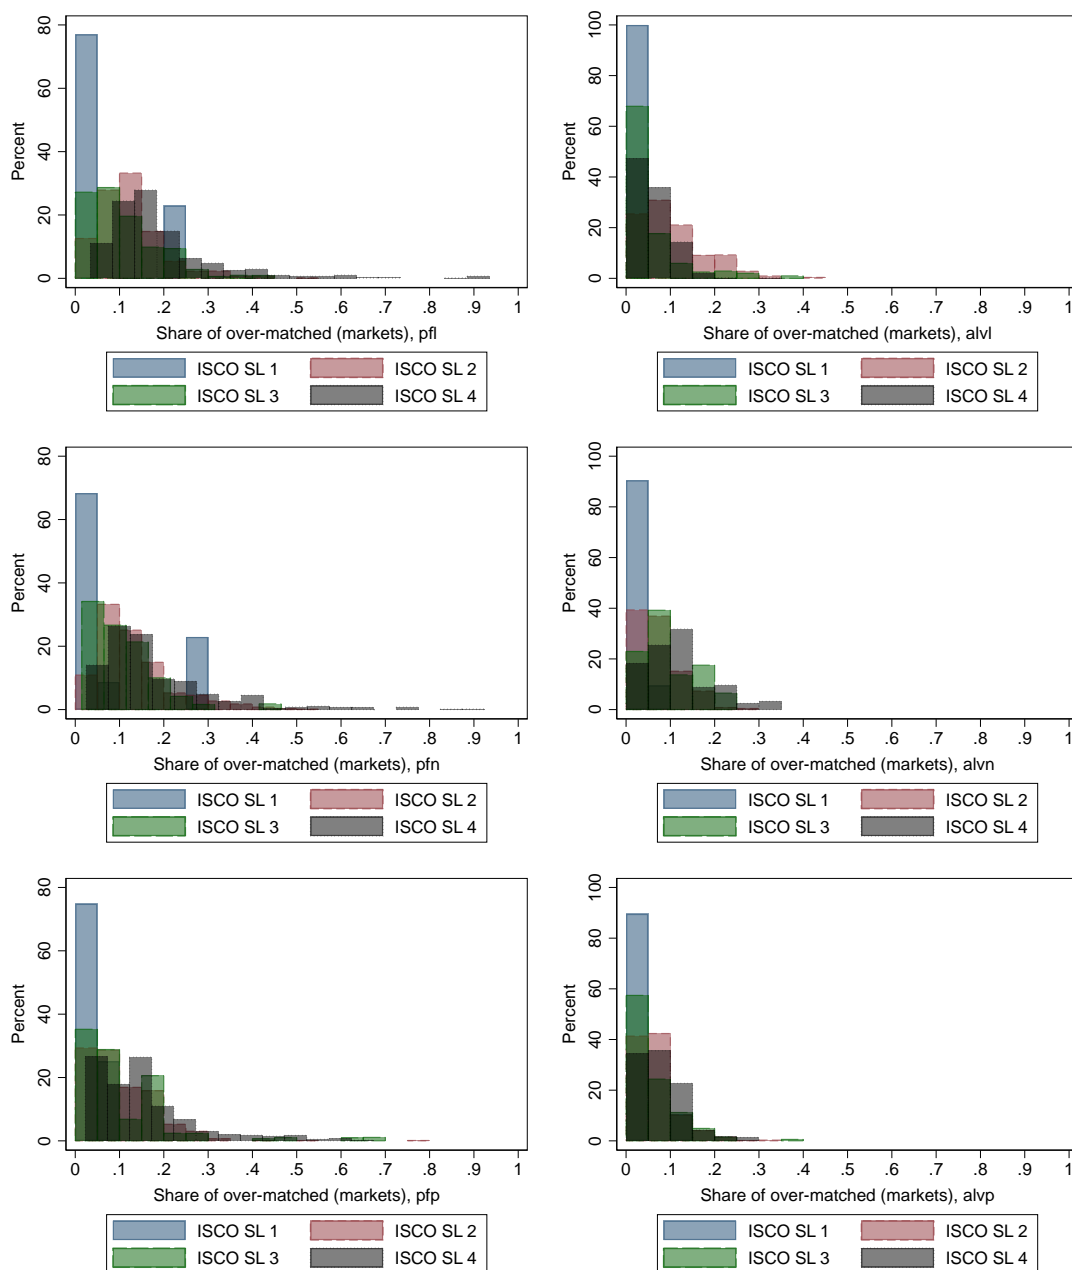 Percent
0 20 40 60 80
0 .1 .2 .3 .4 .5 .6 .7 .8 .9 1
Share of over-matched (markets), pfl
ISCO SL 1 ISCO SL 2
ISCO SL 3 ISCO SL 4
Percent
0 20 40 60 80 100
0 .1 .2 .3 .4 .5 .6 .7 .8 .9 1
Share of over-matched (markets), alvl
ISCO SL 1 ISCO SL 2
ISCO SL 3 ISCO SL 4
Percent
0 20 40 60 80
0 .1 .2 .3 .4 .5 .6 .7 .8 .9 1
Share of over-matched (markets), pfn
ISCO SL 1 ISCO SL 2
ISCO SL 3 ISCO SL 4
Percent
0 20 40 60 80 100
0 .1 .2 .3 .4 .5 .6 .7 .8 .9 1
Share of over-matched (markets), alvn
ISCO SL 1 ISCO SL 2
ISCO SL 3 ISCO SL 4
Percent
0 20 40 60 80
0 .1 .2 .3 .4 .5 .6 .7 .8 .9 1
Share of over-matched (markets), pfp
ISCO SL 1 ISCO SL 2
ISCO SL 3 ISCO SL 4
Percent
0 20 40 60 80 100
0 .1 .2 .3 .4 .5 .6 .7 .8 .9 1
Share of over-matched (markets), alvp
ISCO SL 1 ISCO SL 2
ISCO SL 3 ISCO SL 4